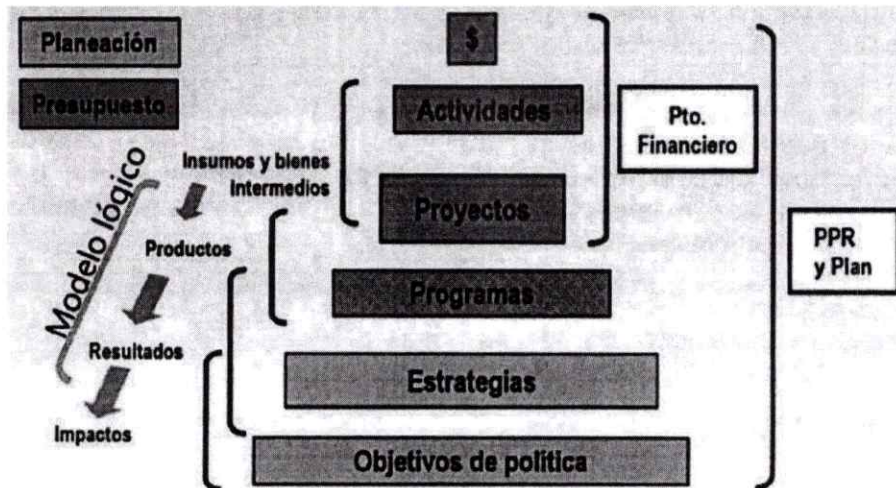 Planeación
Presupuesto
$
Actividades
Pto.
Financiero
Insumos y bienes
Intermedios
Proyectos
Modelo lógico
Productos
PPR
y Plan
Programas
Resultados
Estrategias
Impactos
Objetivos de política